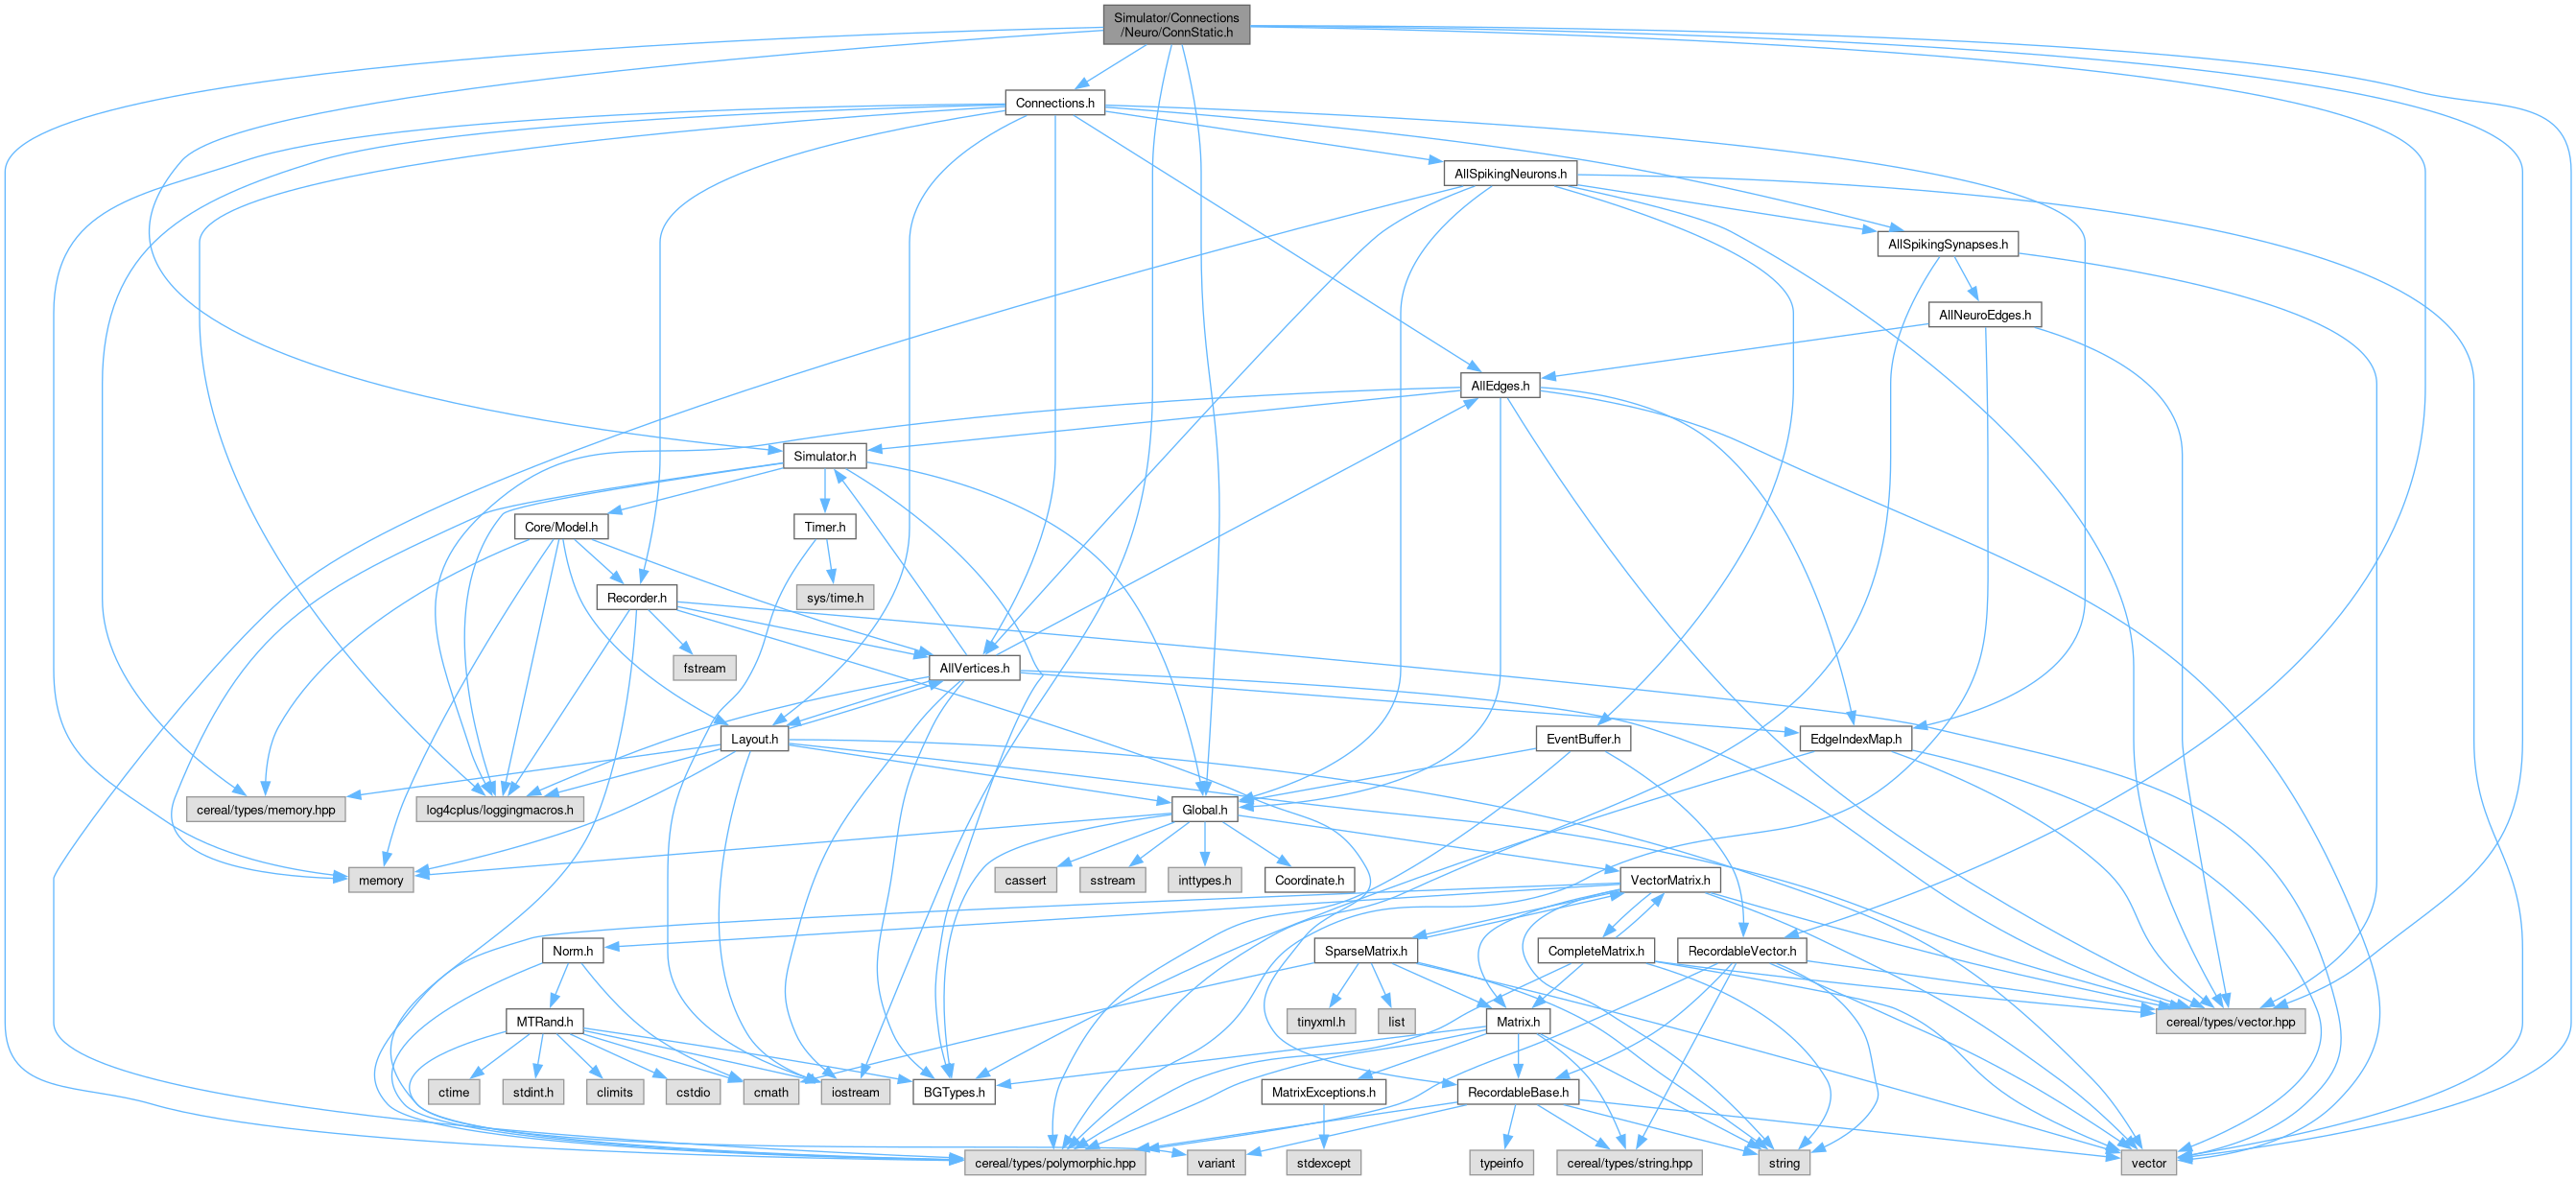 Simulator/Connections
/Neuro/ConnStatic.h
Connections.h
AllSpikingNeurons.h
AllSpikingSynapses.h
AllNeuroEdges.h
AllEdges.h
Simulator.h
Core/Model.h
Timer.h
Recorder.h
sys/time.h
fstream
AllVertices.h
Layout.h
EventBuffer.h
EdgeIndexMap.h
cereal/types/memory.hpp
log4cplus/loggingmacros.h
Global.h
memory
cassert
sstream
inttypes.h
Coordinate.h
VectorMatrix.h
Norm.h
SparseMatrix.h
CompleteMatrix.h
RecordableVector.h
MTRand.h
tinyxml.h
list
Matrix.h
cereal/types/vector.hpp
ctime
stdint.h
climits
cstdio
cmath
iostream
BGTypes.h
MatrixExceptions.h
RecordableBase.h
cereal/types/polymorphic.hpp
variant
stdexcept
typeinfo
cereal/types/string.hpp
string
vector